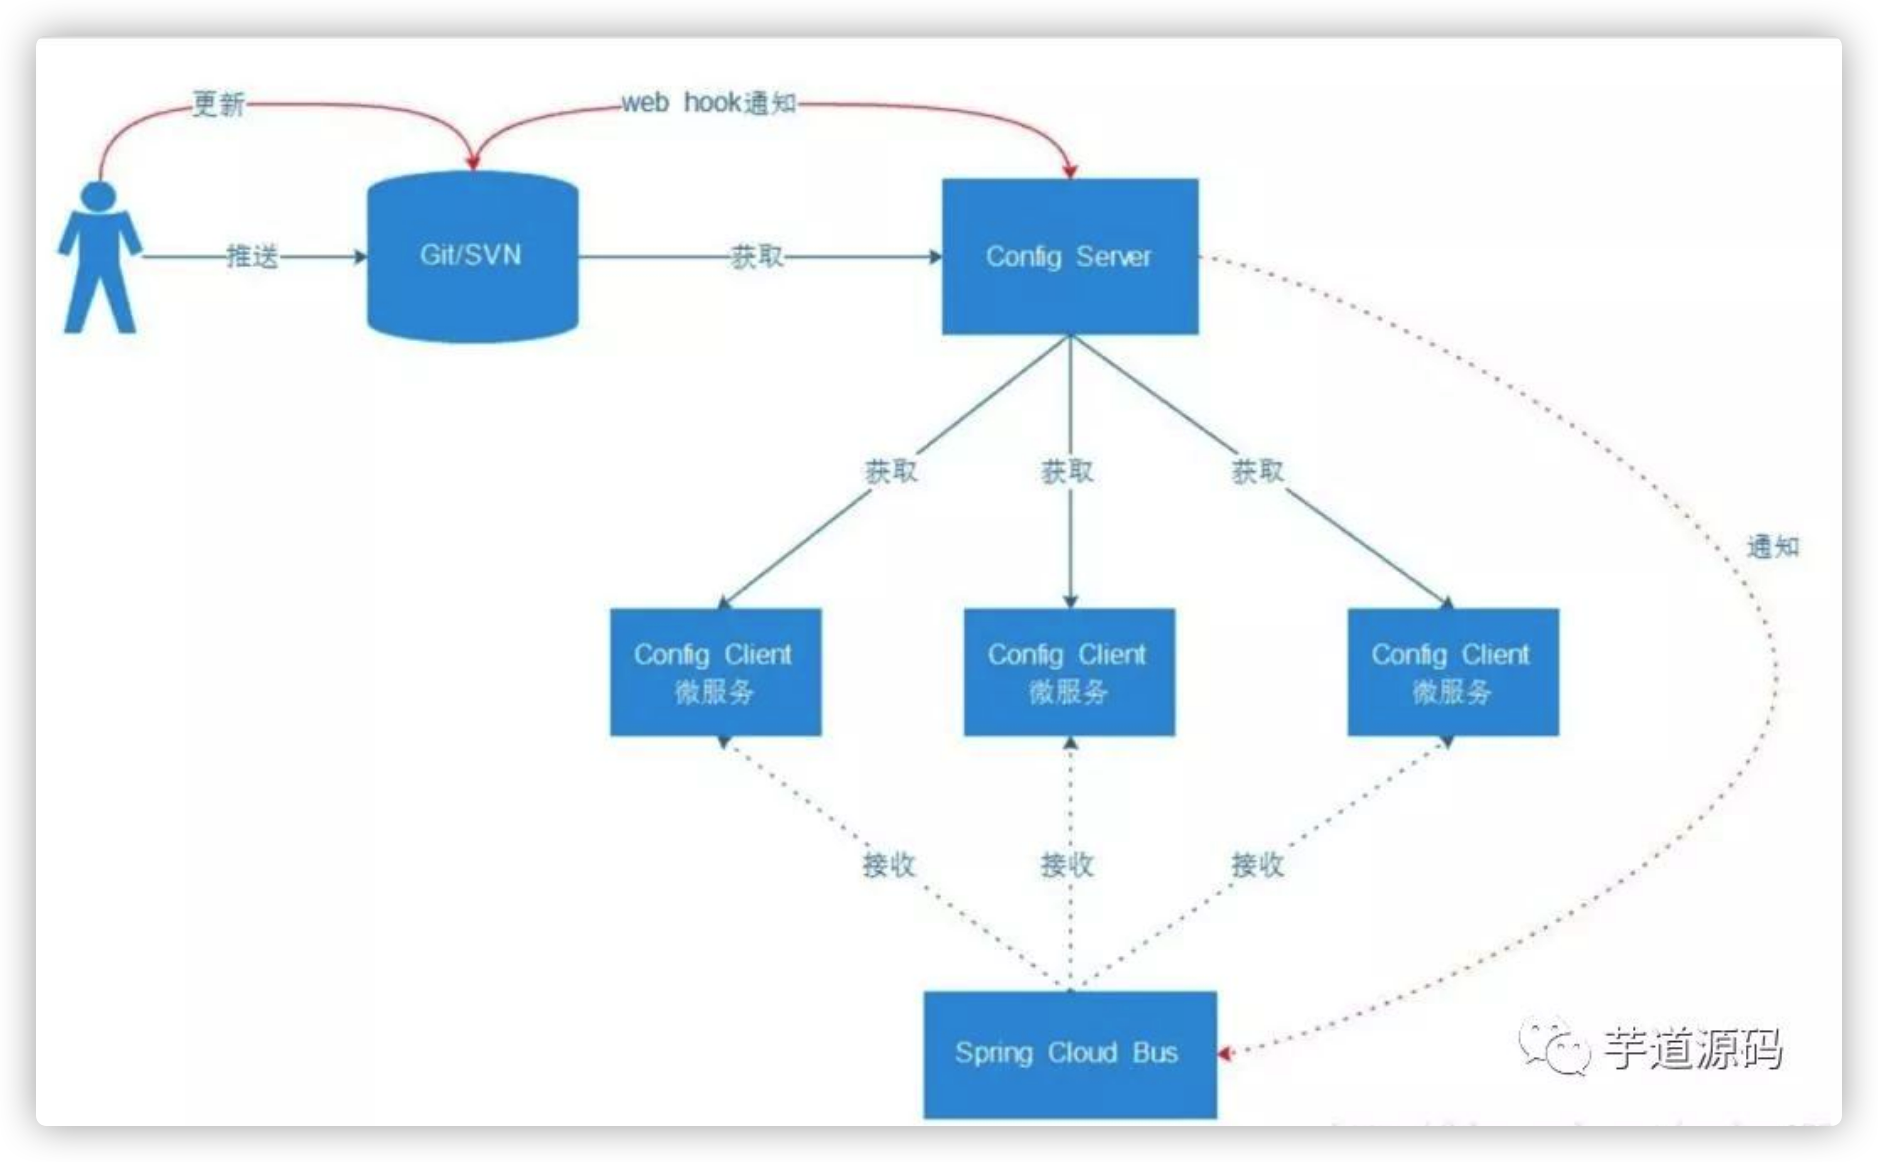 更新
web hook通知
推送
Git/SVN
获取
Config Server
获取
获取
获取
通知
Config Client
微服务
Config Client
微服务
Config Client
微服务
接收
接收
接收
Spring Cloud Bus
芋道源码